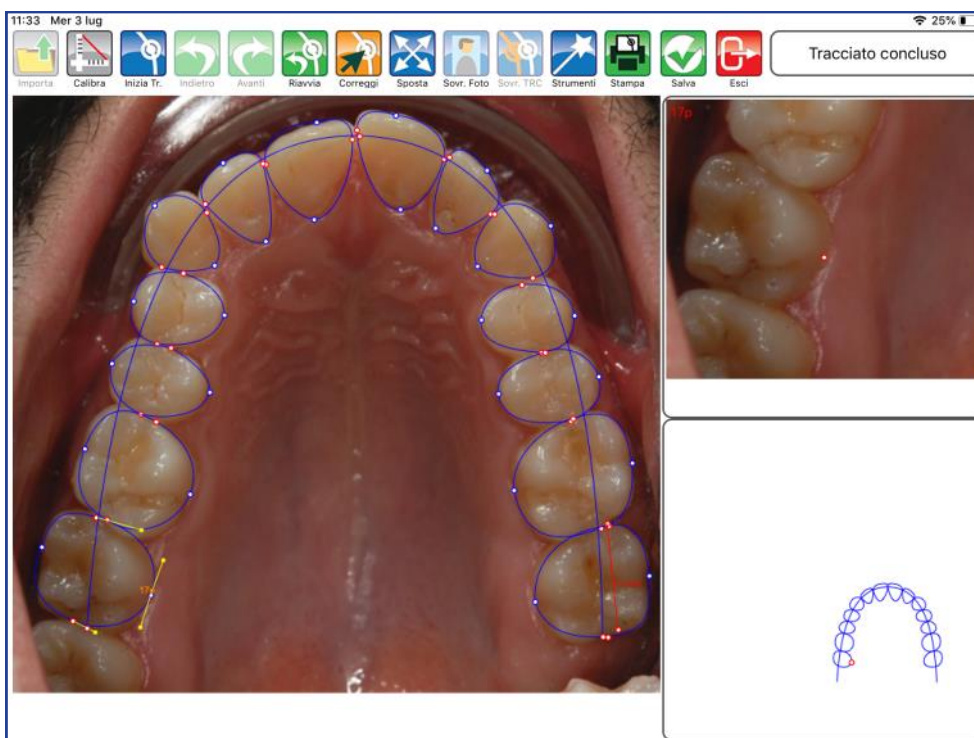 11:33 Mer 3 lug
25%
Importa Calibra Inizia Tr. Indietro Avanti Riavvia Correggi Sposta Sovr. Foto Sovr. TRC Strumenti Stampa Salva Esci
Tracciato concluso
17p